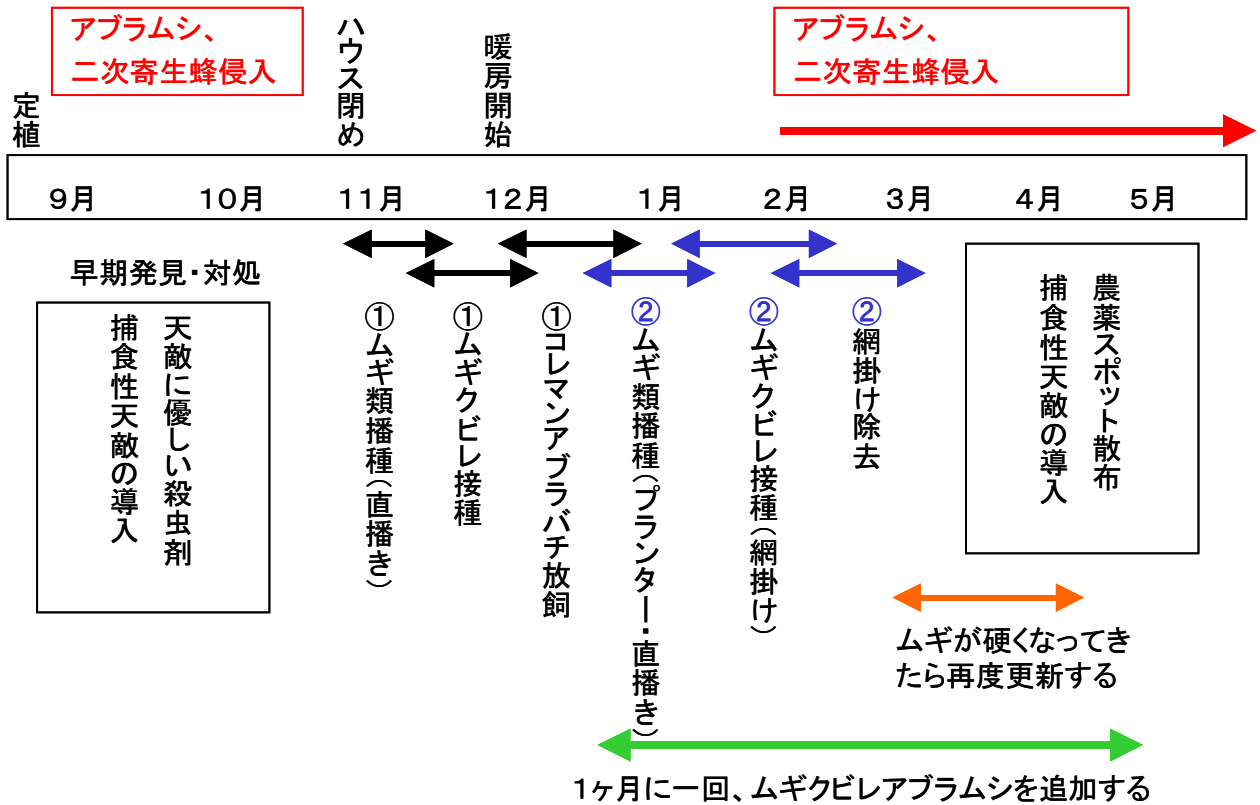 アブラムシ、
二次寄生蜂侵入
ハウス閉め
暖房開始
アブラムシ、
二次寄生蜂侵入
定植
9月 10月 11月 12月 1月 2月 3月 4月 5月
早期発見・対処
天敵に優しい殺虫剤
捕食性天敵の導入
①ムギ類播種(直播き)
①ムギクビレ接種
①コレマンアブラバチ放飼
②ムギ類播種(プランター・直播き)
②ムギクビレ接種(網掛け)
②網掛け除去
農薬スポット散布
捕食性天敵の導入
ムギが硬くなってき
たら再度更新する
1ヶ月に一回、ムギクビレアブラムシを追加する